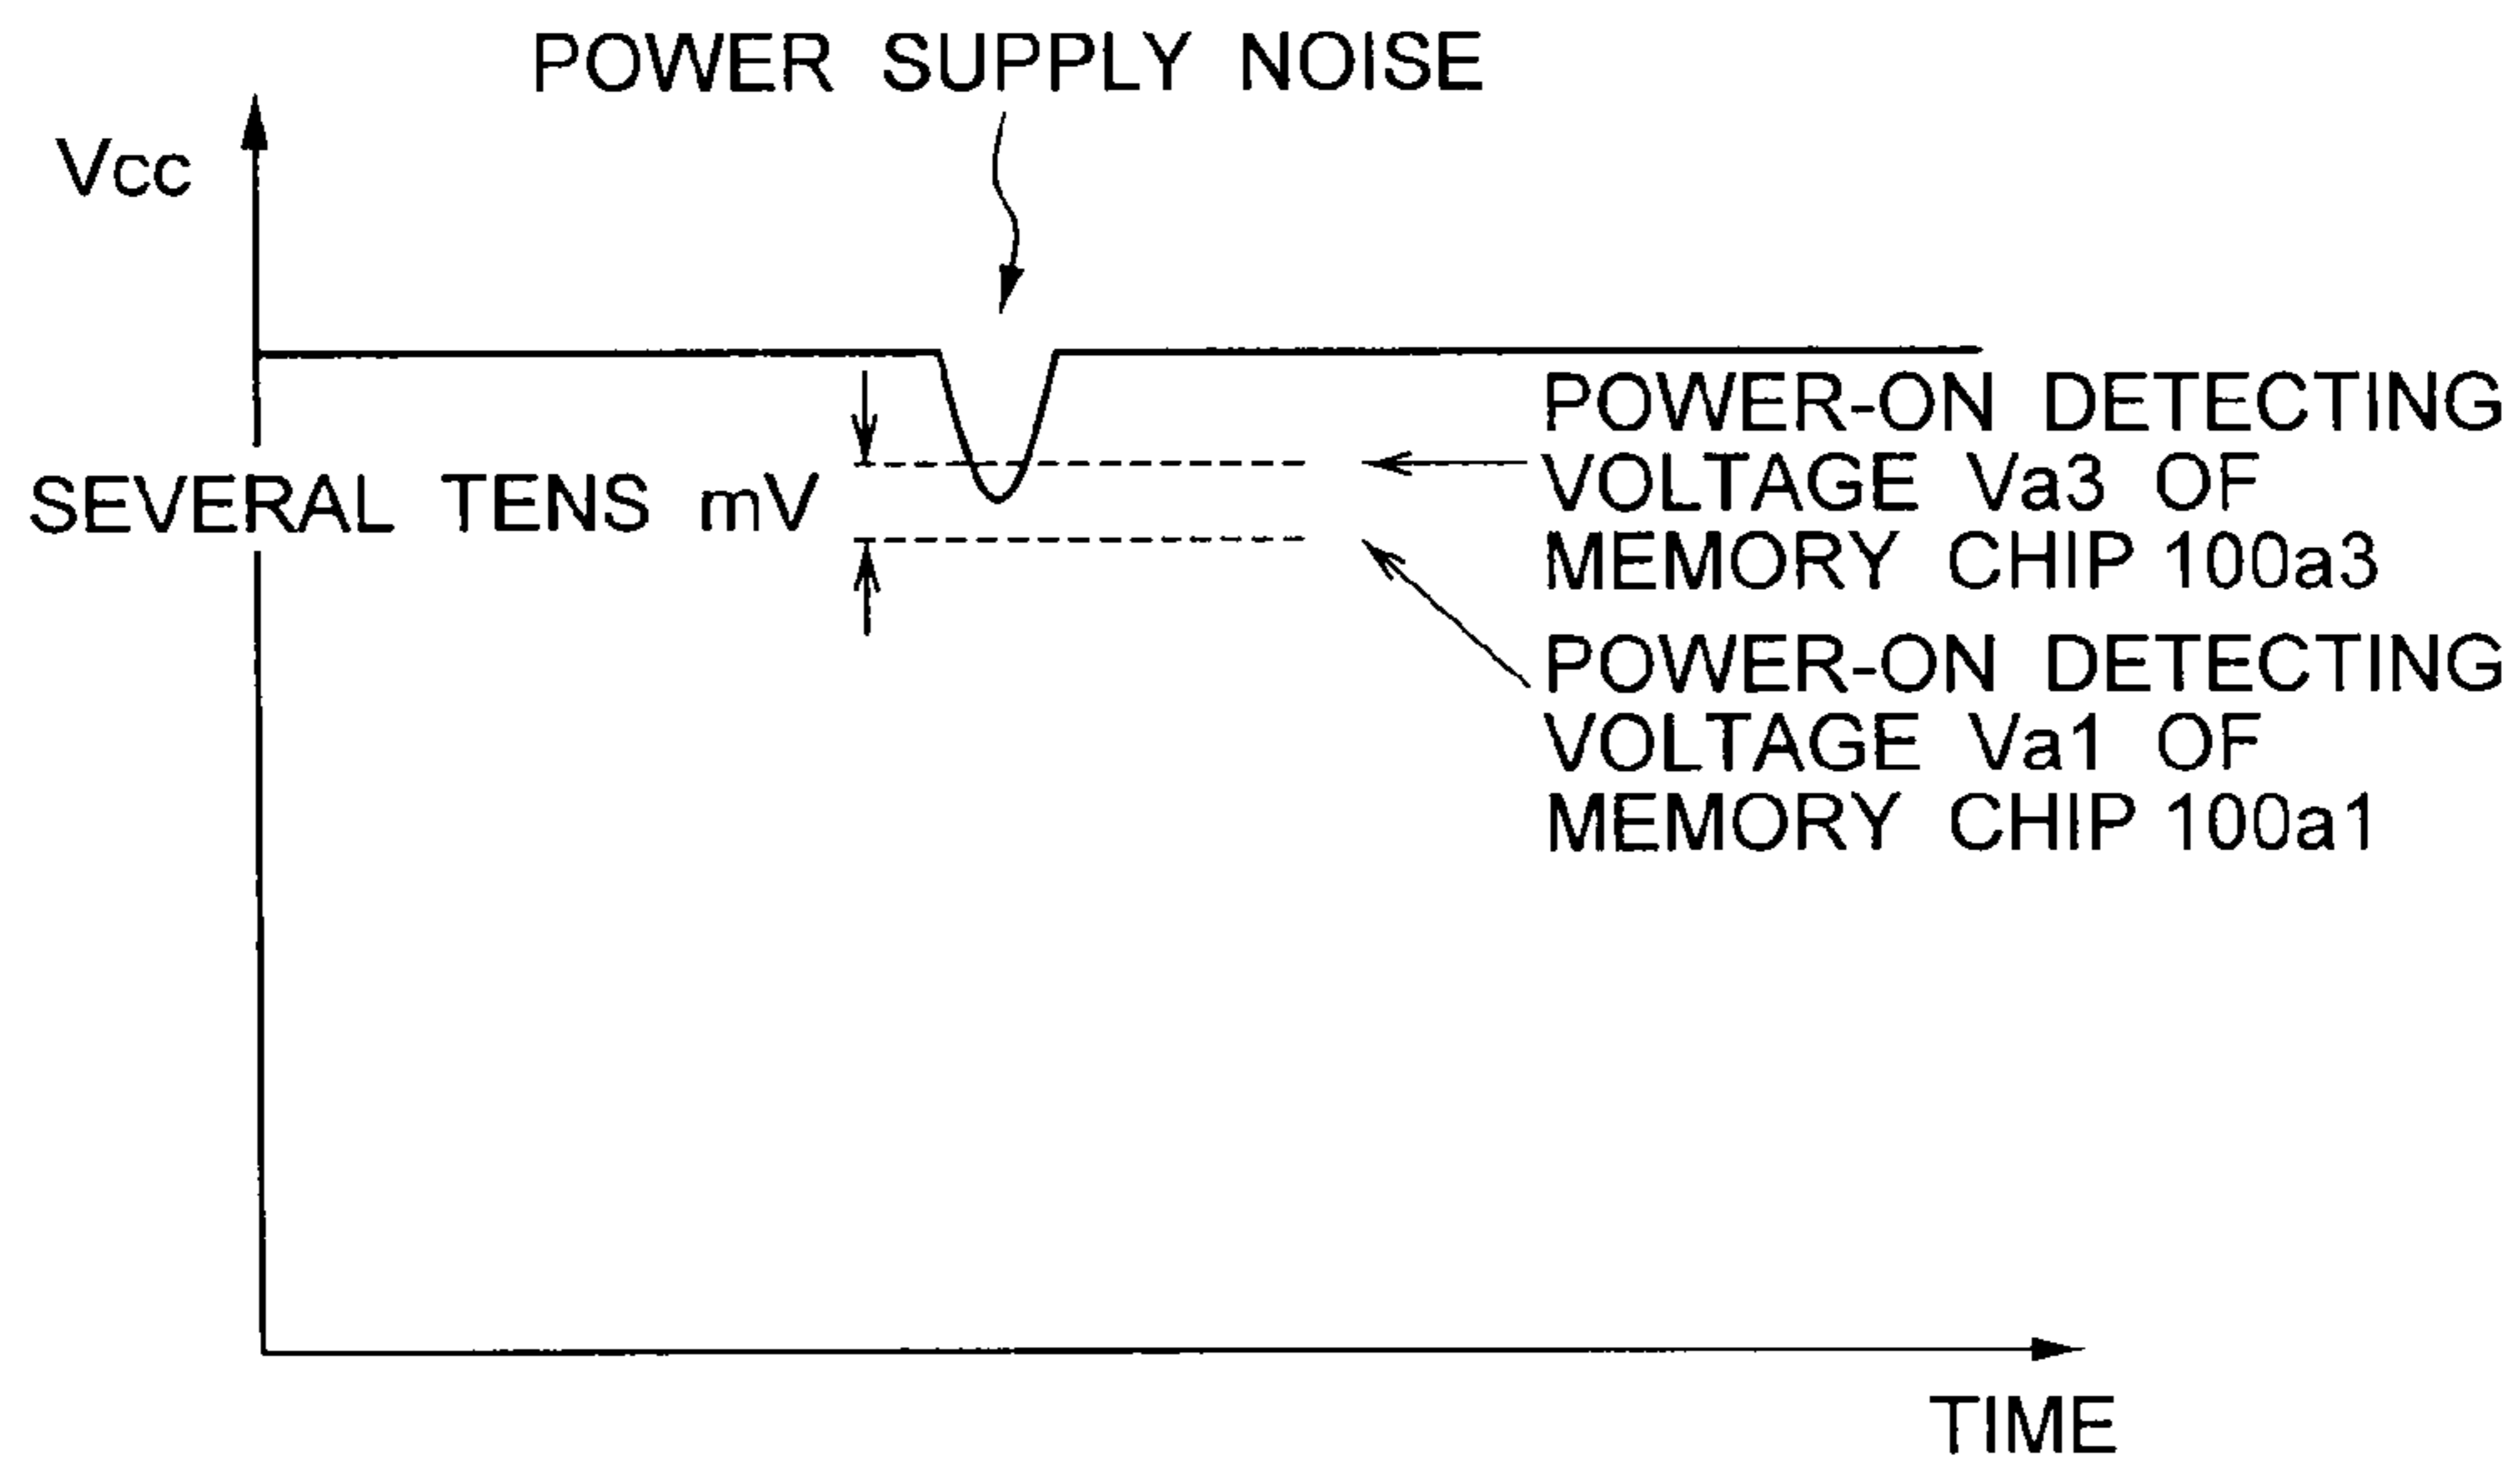 POWER SUPPLY NOISE
Vcc
POWER-ON DETECTING
VOLTAGE Va3 OF
MEMORY CHIP 100a3
SEVERAL TENS mV
POWER-ON DETECTING
VOLTAGE Va1 OF
MEMORY CHIP 100a1
TIME